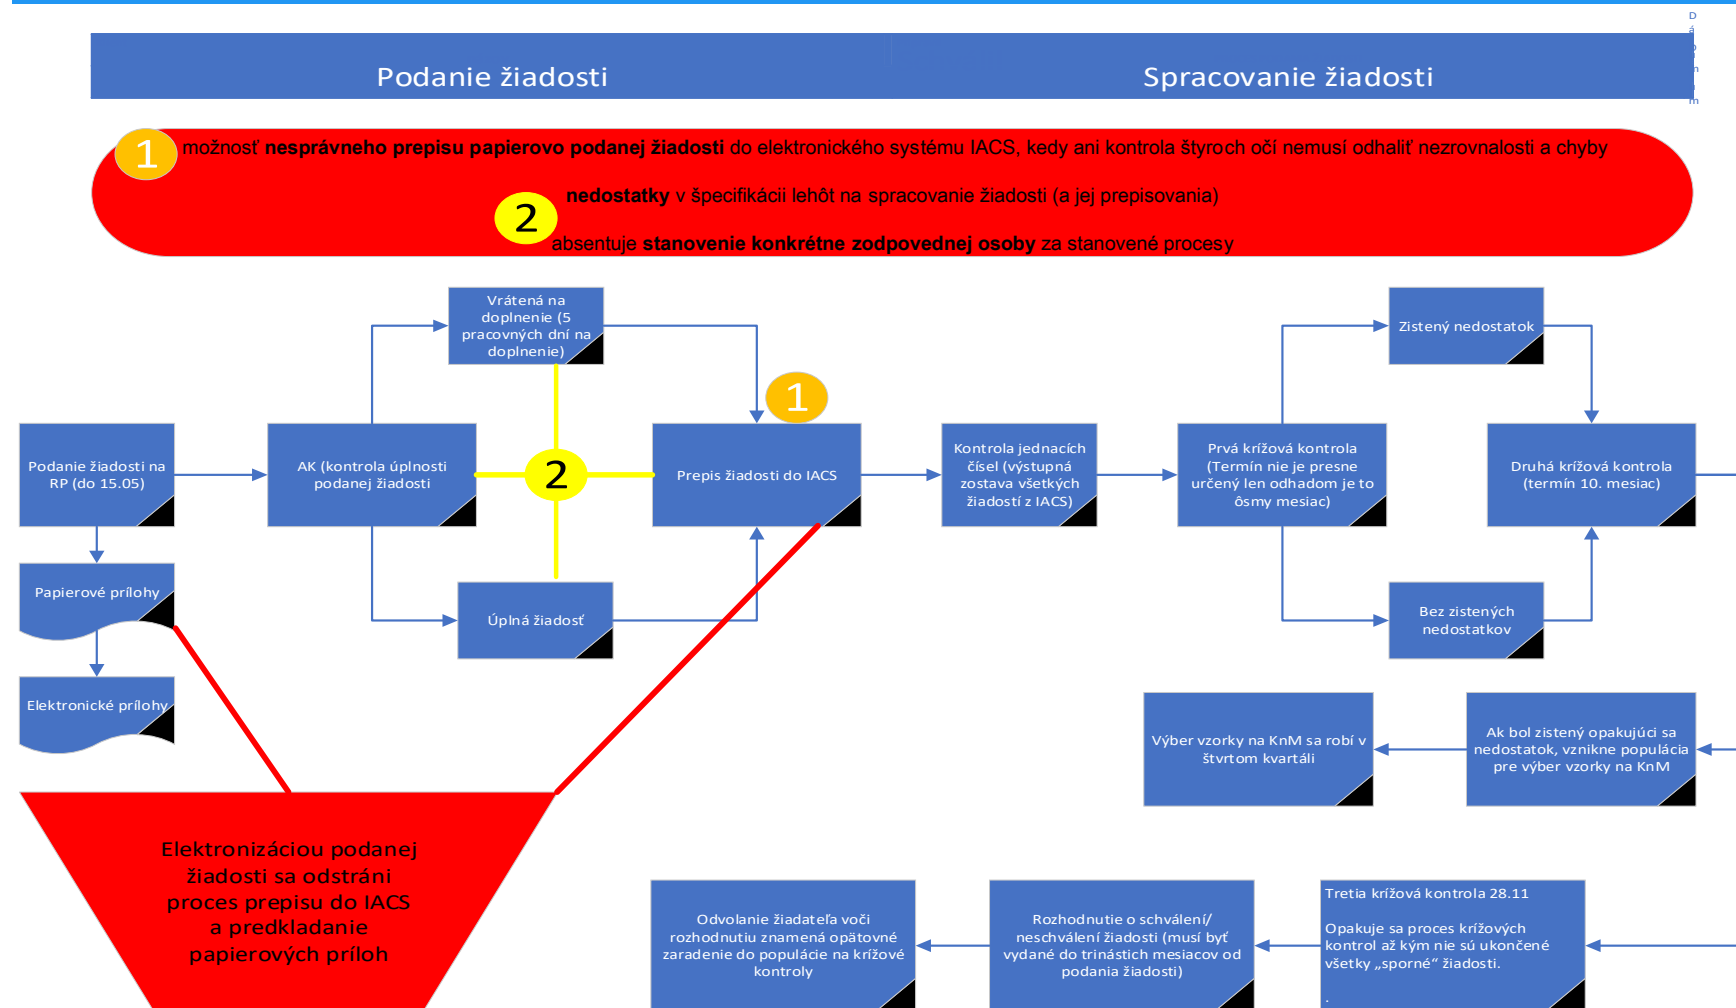 Podanie žiadosti
Spracovanie žiadosti
1
možnosť nesprávneho prepisu papierovo podanej žiadosti do elektronického systému IACS, kedy ani kontrola štyroch očí nemusí odhaliť nezrovnalosti a chyby
2
nedostatky v špecifikácii lehôt na spracovanie žiadosti (a jej prepisovania)
absentuje stanovenie konkrétne zodpovednej osoby za stanovené procesy
Vrátená na
doplnenie (5
pracovných dní na
doplnenie)
Zistený nedostatok
1
Podanie žiadosti na
RP (do 15.05)
AK (kontrola úplnosti
podanej žiadosti
2
Prepis žiadosti do IACS
Kontrola jednacích
čísel (výstupná
zostava všetkých
žiadostí z IACS)
Prvá krížová kontrola
(Termín nie je presne
určený len odhadom je to
ôsmy mesiac)
Druhá krížová kontrola
(termín 10. mesiac)
Papierové prílohy
Úplná žiadosť
Bez zistených
nedostatkov
Elektronické prílohy
Výber vzorky na KnM sa robí v
štvrtom kvartáli
Ak bol zistený opakujúci sa
nedostatok, vznikne populácia
pre výber vzorky na KnM
Elektronizáciou podanej
žiadosti sa odstráni
proces prepisu do IACS
a predkladanie
papierových príloh
Odvolanie žiadateľa voči
rozhodnutiu znamená opätovné
zaradenie do populácie na krížové
kontroly
Rozhodnutie o schválení/
neschválení žiadosti (musí byť
vydané do trinástich mesiacov od
podania žiadosti)
Tretia krížová kontrola 28.11
Opakuje sa proces krížových
kontrol až kým nie sú ukončené
všetky „sporné“ žiadosti.
.